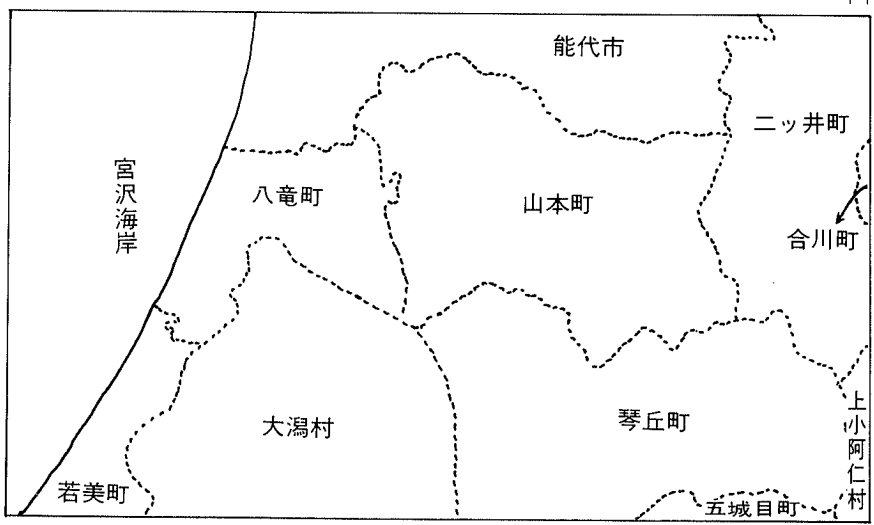 能代市
二ッ井町
宮沢海岸
八竜町
山本町
合川町
大潟村
琴丘町
上小阿仁村
若美町
五城目町